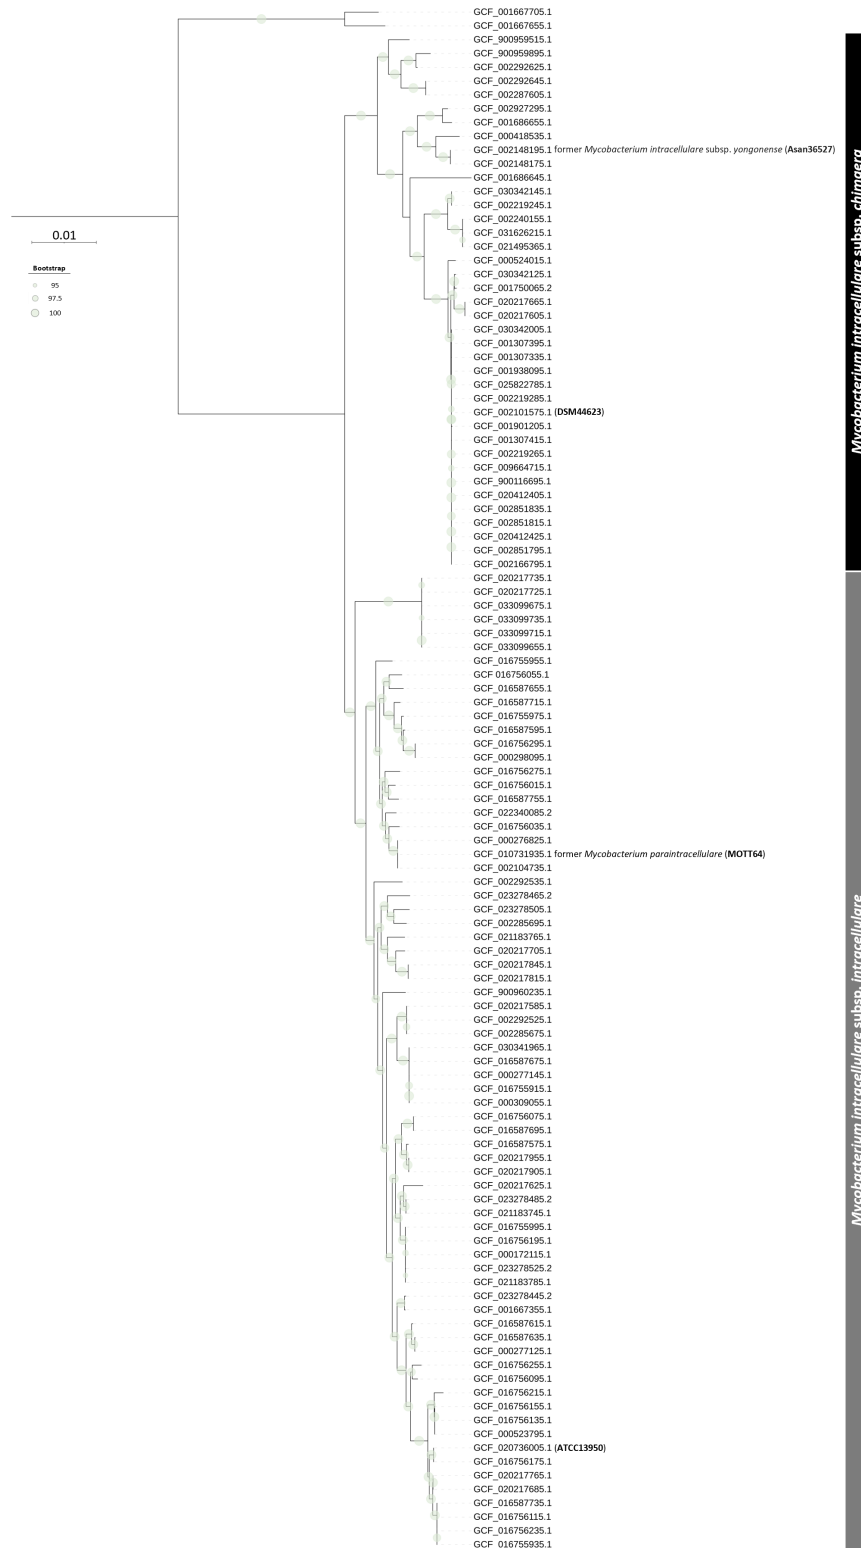 GCF_001667705.1
GCF_001667655.1
GCF_900959515.1
GCF_900959895.1
GCF_002292625.1
GCF_002292645.1
GCF_002287605.1
GCF_002927295.1
GCF_001686655.1
GCF_000418535.1
GCF_002148195.1 former Mycobacterium intracellulare subsp. yongonense (Asan36527)
GCF_002148175.1
GCF_001686645.1
GCF_030342145.1
GCF_002219245.1
GCF_002240155.1
GCF_031626215.1
GCF_021495365.1
0.01
GCF_000524015.1
Bootstrap
GCF_030342125.1
95
GCF_001750065.2
97.5
GCF_020217665.1
100
GCF_020217605.1
GCF_030342005.1
GCF_001307395.1
GCF_001307335.1
GCF_001938095.1
GCF_025822785.1
GCF_002219285.1
GCF_002101575.1 (DSM44623)
GCF_001901205.1
GCF_001307415.1
GCF_002219265.1
GCF_009664715.1
GCF_900116695.1
GCF_020412405.1
GCF_002851835.1
GCF_002851815.1
GCF_020412425.1
GCF_002851795.1
GCF_002166795.1
Mycobacterium intracellulare subsp. chimaera
GCF_020217735.1
GCF_020217725.1
GCF_033099675.1
GCF_033099735.1
GCF_033099715.1
GCF_033099655.1
GCF_016755955.1
GCF 016756055.1
GCF_016587655.1
GCF_016587715.1
GCF_016755975.1
GCF_016587595.1
GCF_016756295.1
GCF_000298095.1
GCF_016756275.1
GCF_016756015.1
GCF_016587755.1
GCF_022340085.2
GCF_016756035.1
GCF_000276825.1
GCF_010731935.1 former Mycobacterium paraintracellulare (MOTT64)
GCF_002104735.1
GCF_002292535.1
GCF_023278465.2
GCF_023278505.1
GCF_002285695.1
GCF_021183765.1
GCF_020217705.1
GCF_020217845.1
GCF_020217815.1
GCF_900960235.1
GCF_020217585.1
GCF_002292525.1
GCF_002285675.1
GCF_030341965.1
GCF_016587675.1
GCF_000277145.1
GCF_016755915.1
GCF_000309055.1
GCF_016756075.1
GCF_016587695.1
GCF_016587575.1
GCF_020217955.1
GCF_020217905.1
GCF_020217625.1
GCF_023278485.2
GCF_021183745.1
GCF_016755995.1
GCF_016756195.1
GCF_000172115.1
GCF_023278525.2
GCF_021183785.1
GCF_023278445.2
GCF_001667355.1
GCF_016587615.1
GCF_016587635.1
GCF_000277125.1
GCF_016756255.1
GCF_016756095.1
GCF_016756215.1
GCF_016756155.1
GCF_016756135.1
GCF_000523795.1
GCF_020736005.1 (ATCC13950)
GCF_016756175.1
GCF_020217765.1
GCF_020217685.1
GCF_016587735.1
GCF_016756115.1
GCF_016756235.1
GCF_016755935.1
Mycobacterium intracellulare subsp. intracellulare